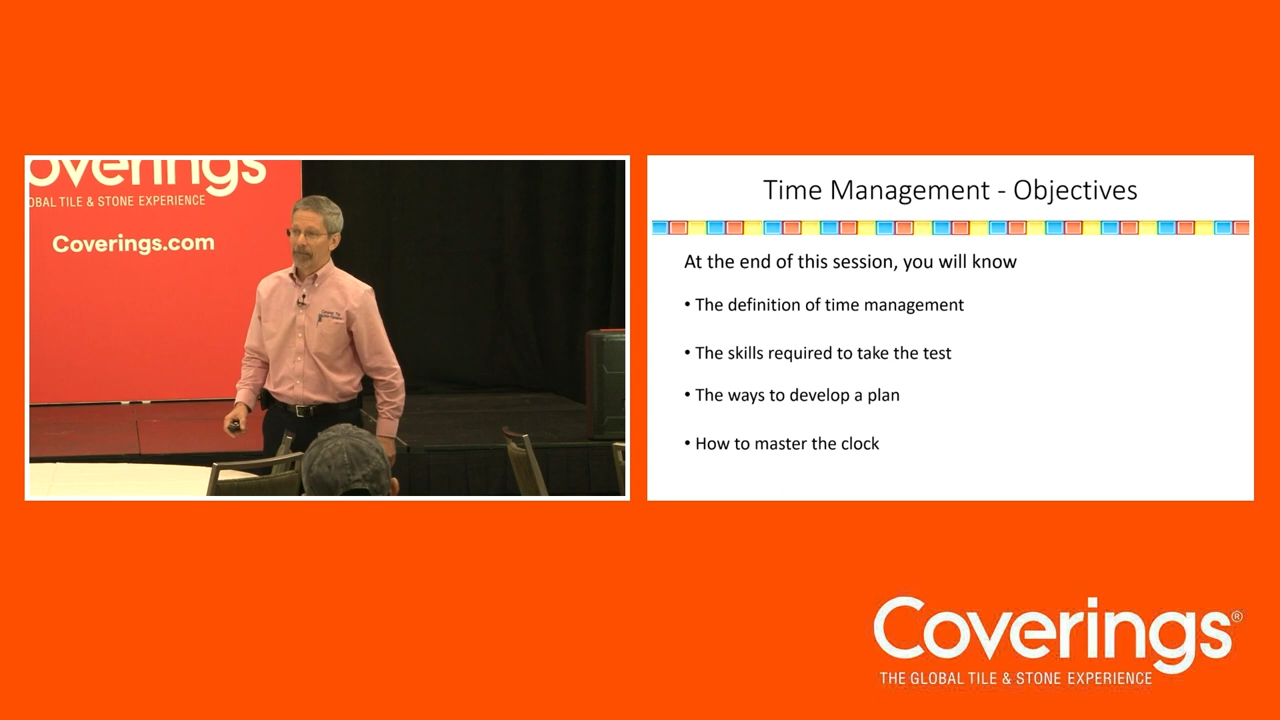 overings
OBAL TILE & STONE EXPERIENCE
Coverings.com
Time Management - Objectives
At the end of this session, you will know
• The definition of time management
• The skills required to take the test
• The ways to develop a plan
• How to master the clock
Coverings®
THE GLOBAL TILE & STONE EXPERIENCE